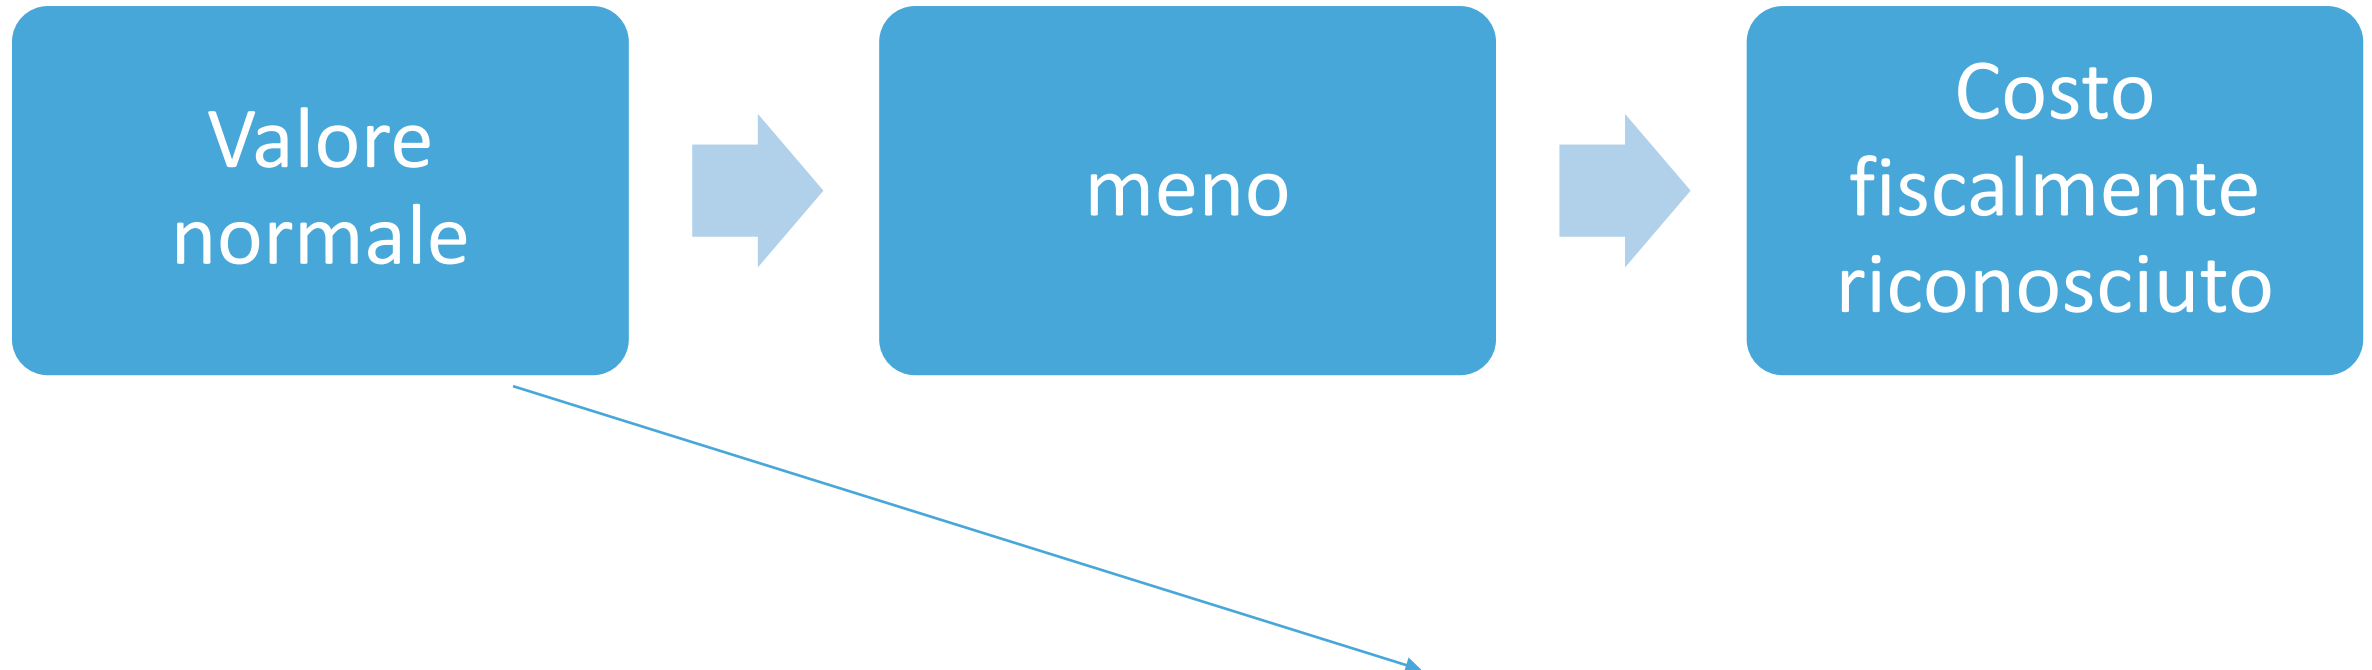 Valore
normale
meno
Costo
fiscalmente
riconosciuto